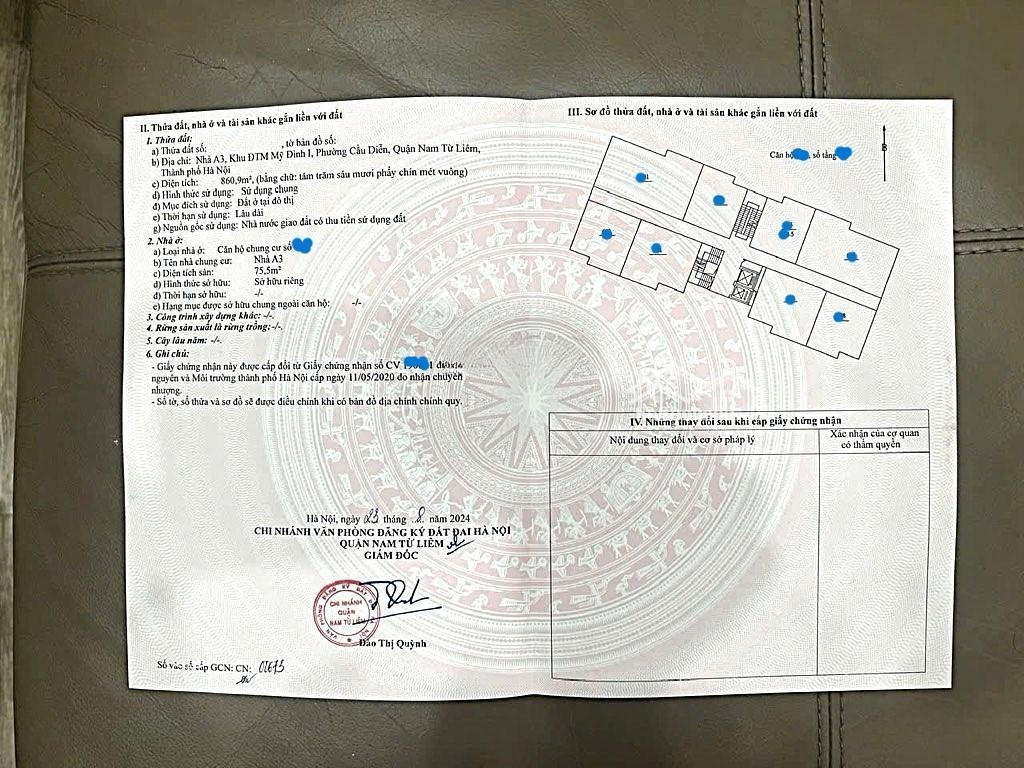 II. Thửa đất, nhà ở và tài sản khác gắn liền với đất
1. Thửa đất:
a) Thửa đất số: , tờ bản đồ số:
b) Địa chỉ: Nhà A3, Khu ĐTM Mỹ Đình I, Phường Cầu Diễn, Quận Nam Từ Liêm,
Thành phố Hà Nội
c) Diện tích: 860,9m², (bằng chữ: tám trăm sáu mươi phẩy chín mét vuông)
d) Hình thức sử dụng: Sử dụng chung
đ) Mục đích sử dụng: Đất ở tại đô thị
e) Thời hạn sử dụng: Lâu dài
g) Nguồn gốc sử dụng: Nhà nước giao đất có thu tiền sử dụng đất
2. Nhà ở:
a) Loại nhà ở: Căn hộ chung cư số
b) Tên nhà chung cư: Nhà A3
c) Diện tích sàn: 75,5m²
d) Hình thức sở hữu: Sở hữu riêng
đ) Thời hạn sở hữu: -/-
e) Hạng mục được sở hữu chung ngoài căn hộ: -/-
3. Công trình xây dựng khác: -/-.
4. Rừng sản xuất là rừng trồng: -/-.
5. Cây lâu năm: -/-.
6. Ghi chú:
- Giấy chứng nhận này được cấp đổi từ Giấy chứng nhận số CV
nguyên và Môi trường thành phố Hà Nội cấp ngày 11/05/2020 do nhận chuyển
nhượng.
- Số tờ, số thửa và sơ đồ sẽ được điều chỉnh khi có bản đồ địa chính chính quy.
Hà Nội, ngày 23 tháng 8 năm 2024
CHI NHÁNH VĂN PHÒNG ĐĂNG KÝ ĐẤT ĐAI HÀ NỘI
QUẬN NAM TỪ LIÊM
GIÁM ĐỐC
CHI NHÁNH
QUẬN
NAM TỪ LIÊM
Đào Thị Quỳnh
Số vào sổ cấp GCN: CN:
III. Sơ đồ thửa đất, nhà ở và tài sản khác gắn liền với đất
B
Căn hộ , số tầng
IV. Những thay đổi sau khi cấp giấy chứng nhận
Nội dung thay đổi và cơ sở pháp lý
Xác nhận của cơ quan
có thẩm quyền